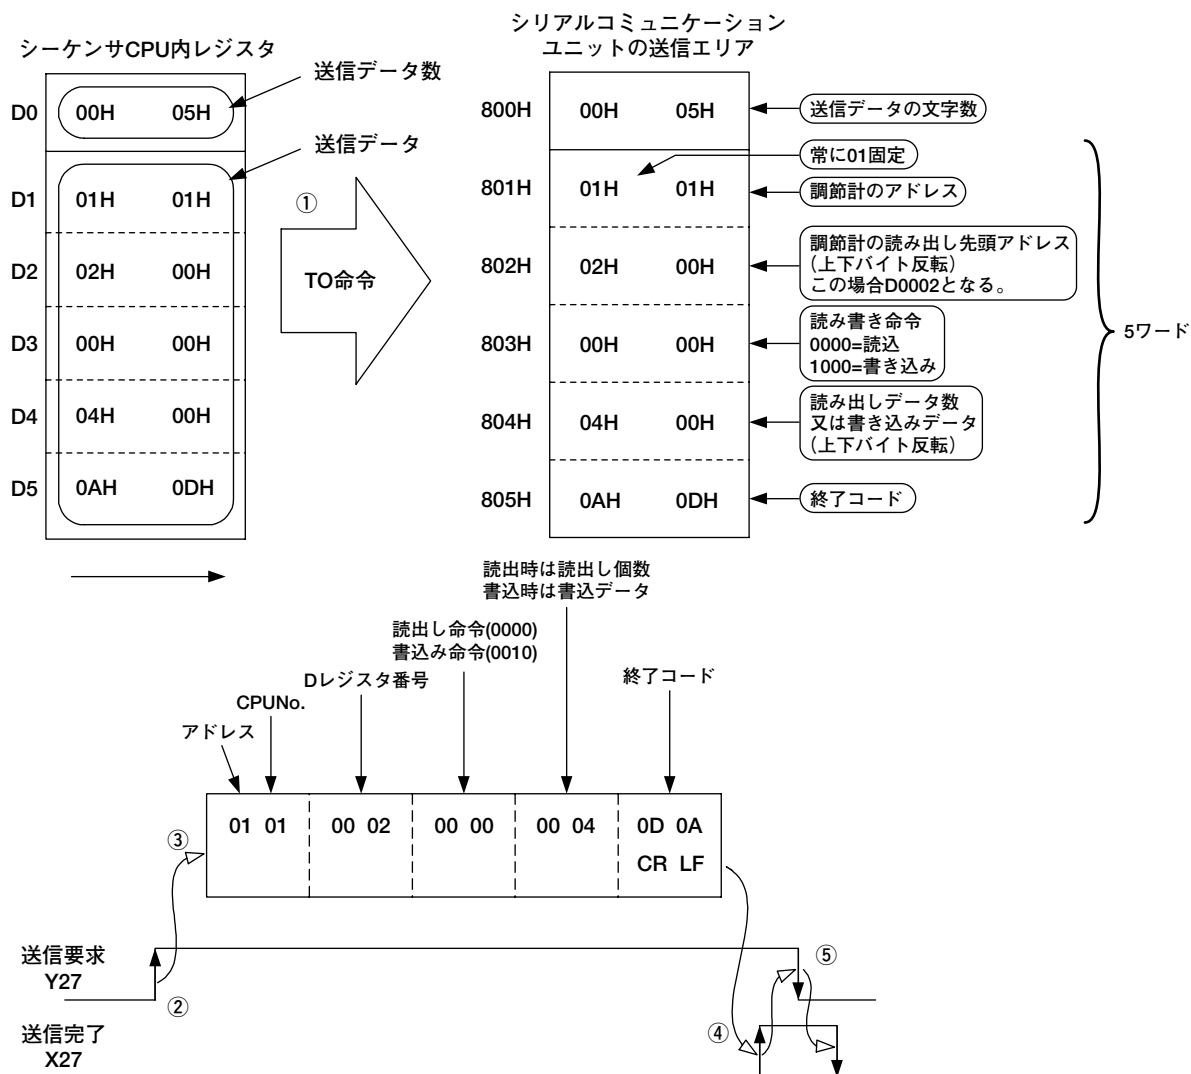 シリアルコミュニケーション
ユニットの送信エリア
シーケンサCPU内レジスタ
送信データ数
D0 00H 05H
送信データ
D1 01H 01H
D2 02H 00H
D3 00H 00H
D4 04H 00H
D5 0AH 0DH
①
TO命令
800H 00H 05H 送信データの文字数
常に01固定
801H 01H 01H 調節計のアドレス
802H 02H 00H
調節計の読み出し先頭アドレス
(上下バイト反転)
この場合D0002となる。
803H 00H 00H
読み書き命令
0000=読込
1000=書き込み
804H 04H 00H
読み出しデータ数
又は書き込みデータ
(上下バイト反転)
805H 0AH 0DH 終了コード
5ワード
読出時は読出し個数
書込時は書込データ
読出し命令(0000)
書込み命令(0010)
Dレジスタ番号
終了コード
CPUNo.
アドレス
01 01 00 02 00 00 00 04 0D 0A
CR LF
③
送信要求
Y27
②
⑤
送信完了
X27
④